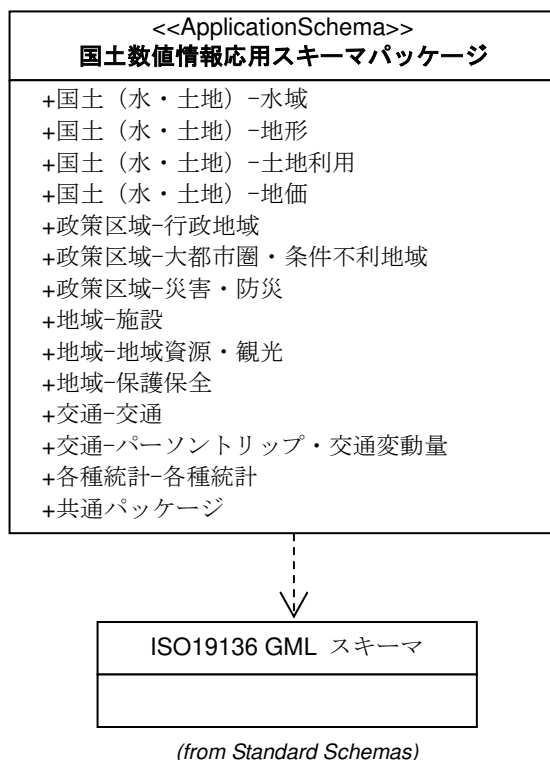 <<ApplicationSchema>>
国土数値情報応用スキーマパッケージ
+国土（水・土地）-水域
+国土（水・土地）-地形
+国土（水・土地）-土地利用
+国土（水・土地）-地価
+政策区域-行政地域
+政策区域-大都市圏・条件不利地域
+政策区域-災害・防災
+地域-施設
+地域-地域資源・観光
+地域-保護保全
+交通-交通
+交通-パーソントリップ・交通変動量
+各種統計-各種統計
+共通パッケージ
ISO19136 GML スキーマ
(from Standard Schemas)